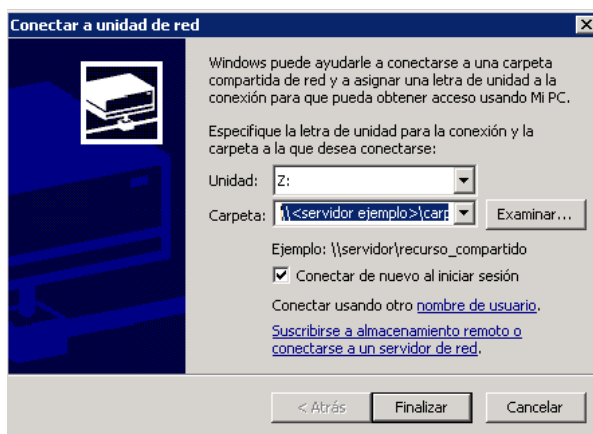 Conectar a unidad de red
Windows puede ayudarle a conectarse a una carpeta
compartida de red y a asignar una letra de unidad a la
conexión para que pueda obtener acceso usando Mi PC.
Especifique la letra de unidad para la conexión y la
carpeta a la que desea conectarse:
Unidad: Z:
Carpeta: \\<servidor ejemplo>\carp Examinar...
Ejemplo: \\servidor\recurso_compartido
Conectar de nuevo al iniciar sesión
Conectar usando otro nombre de usuario.
Suscribirse a almacenamiento remoto o
conectarse a un servidor de red.
< Atrás Finalizar Cancelar